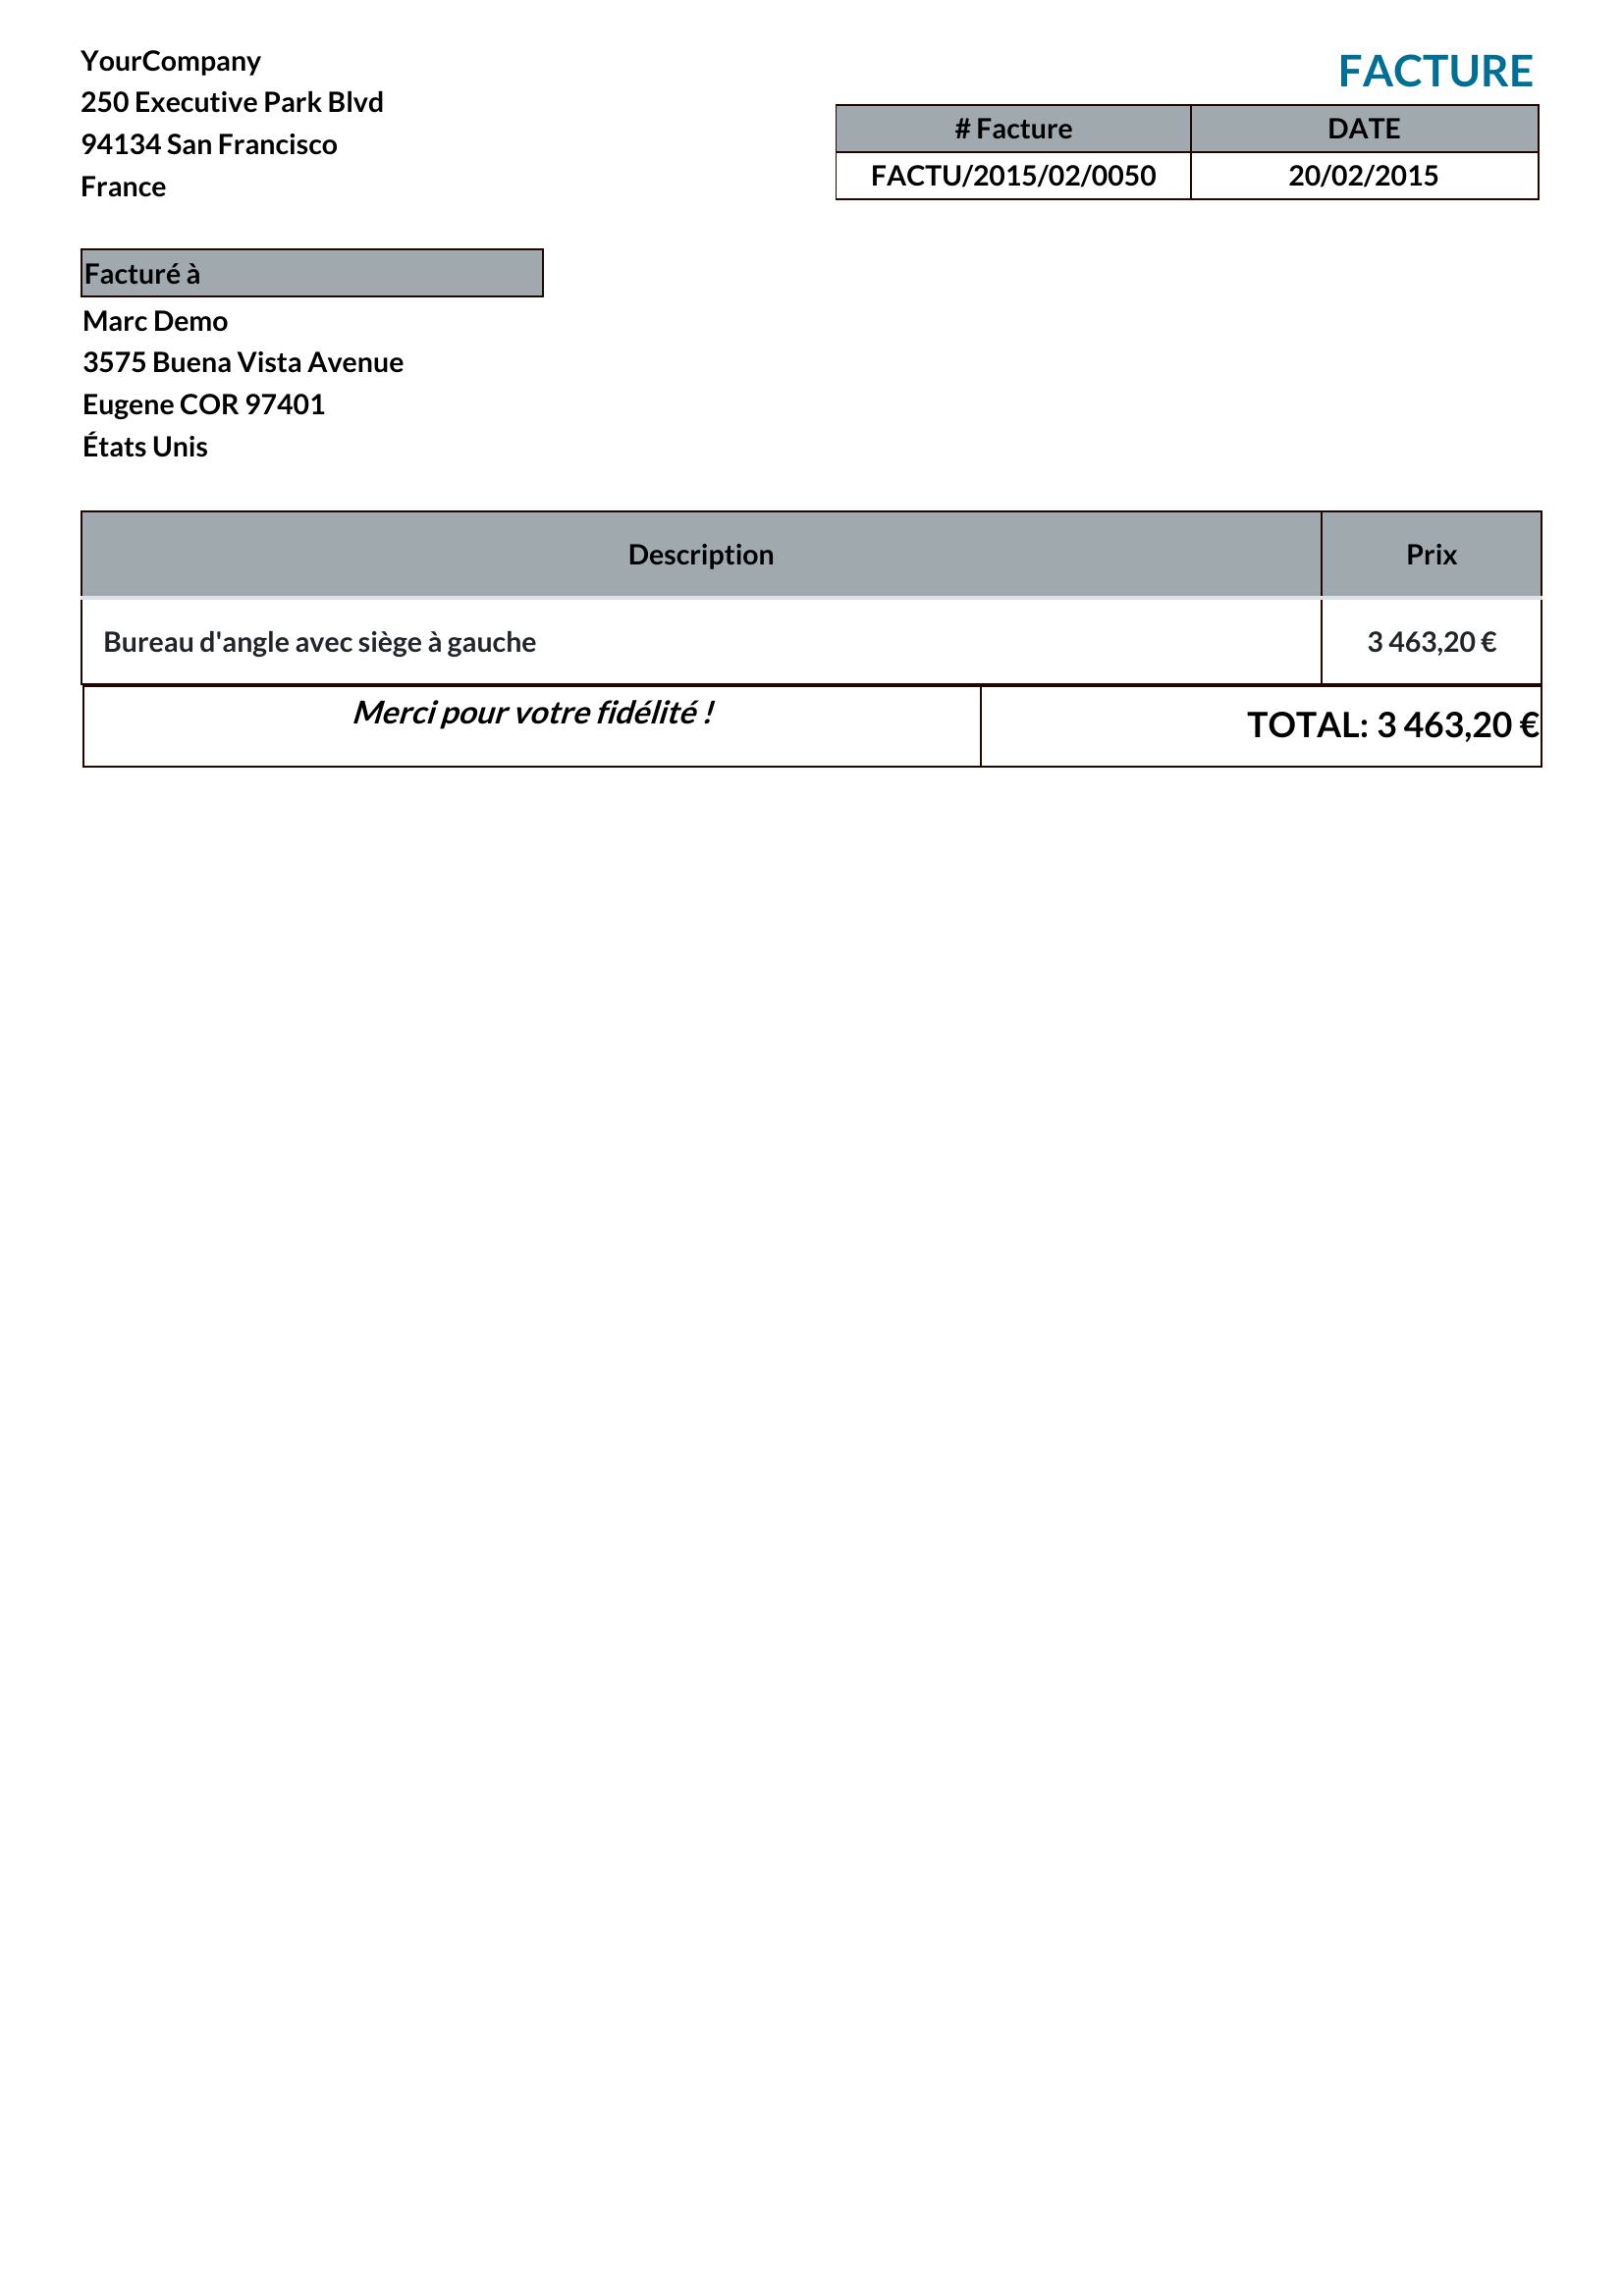 YourCompany
250 Executive Park Blvd
94134 San Francisco
France
FACTURE
# Facture DATE
FACTU/2015/02/0050 20/02/2015
Facturé à
Marc Demo
3575 Buena Vista Avenue
Eugene COR 97401
États Unis
Description Prix
Bureau d'angle avec siège à gauche 3 463,20 €
Merci pour votre fidélité ! TOTAL: 3 463,20 €